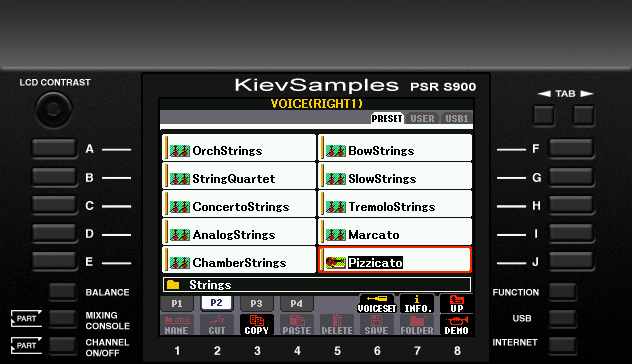 LCD CONTRAST
KievSamples PSR S900
TAB
VOICE(RIGHT1)
PRESET USER USB1
A OrchStrings BowStrings F
B StringQuartet SlowStrings G
C ConcertoStrings TremoloStrings H
D AnalogStrings Marcato I
E ChamberStrings Pizzicato J
Strings
BALANCE P1 P2 P3 P4 VOICESET INFO. UP FUNCTION
PART MIXING CONSOLE NAME CUT COPY PASTE DELETE SAVE FOLDER DEMO USB
PART CHANNEL ON/OFF INTERNET
1 2 3 4 5 6 7 8